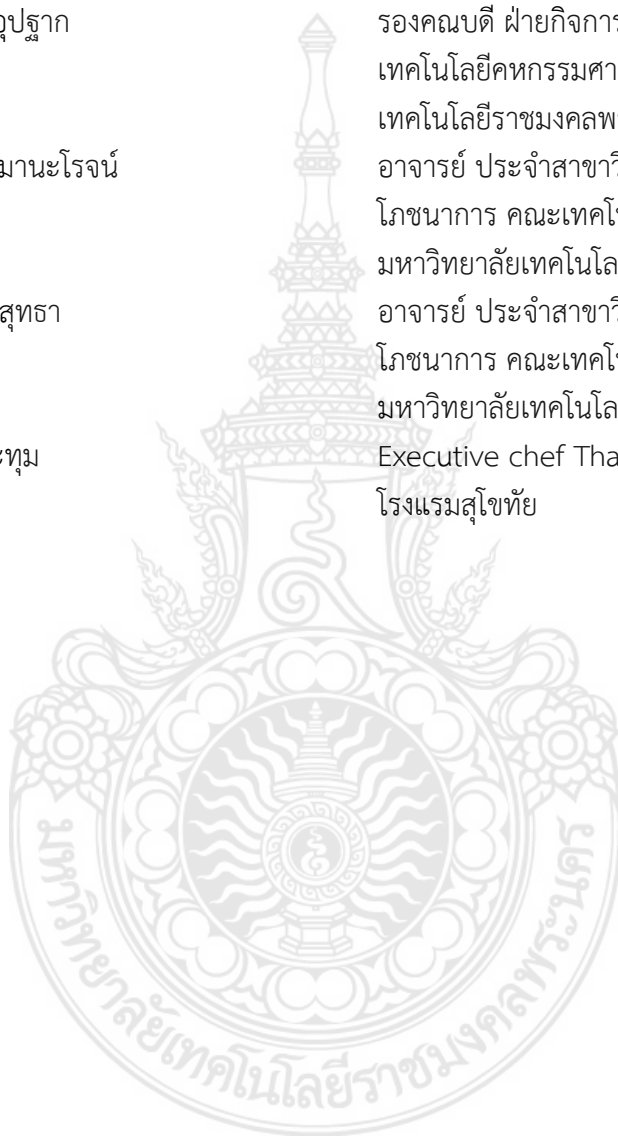 อุปฐาก รองคณบดี ฝ่ายกิจการ
เทคโนโลยีคหกรรมศา
เทคโนโลยีราชมงคลพร
มานะโรจน์ อาจารย์ ประจำสาขาวิ
โภชนาการ คณะเทคโน
มหาวิทยาลัยเทคโนโล
สุทธา อาจารย์ ประจำสาขาวิ
โภชนาการ คณะเทคโน
มหาวิทยาลัยเทคโนโล
ะทุม Executive chef Tha
โรงแรมสุโขทัย
มหาวิทยาลัยเทคโนโลยีราชมงคลพระนคร